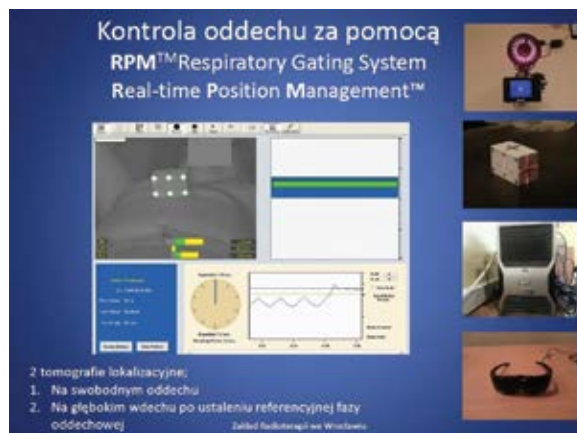 Kontrola oddechu za pomocą
RPM™Respiratory Gating System
Real-time Position Management™
2 tomografie lokalizacyjne;
1. Na swobodnym oddechu
2. Na głębokim wdechu po ustaleniu referencyjnej fazy
oddechowej
Zakład Radioterapii we Wrocławiu